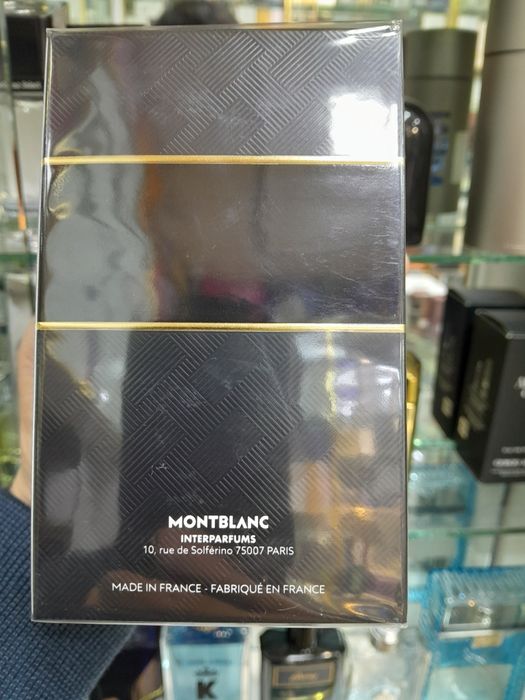 MONTBLANC
INTERPARFUMS
10, rue de Solférino 75007 PARIS
MADE IN FRANCE - FABRIQUÉ EN FRANCE
K